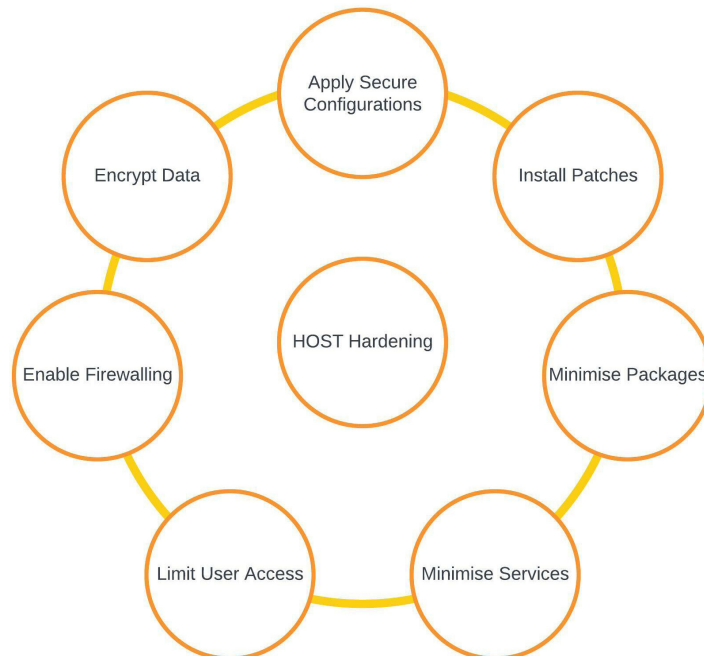 Apply Secure
Configurations
Encrypt Data
Install Patches
HOST Hardening
Enable Firewalling
Minimise Packages
Limit User Access
Minimise Services